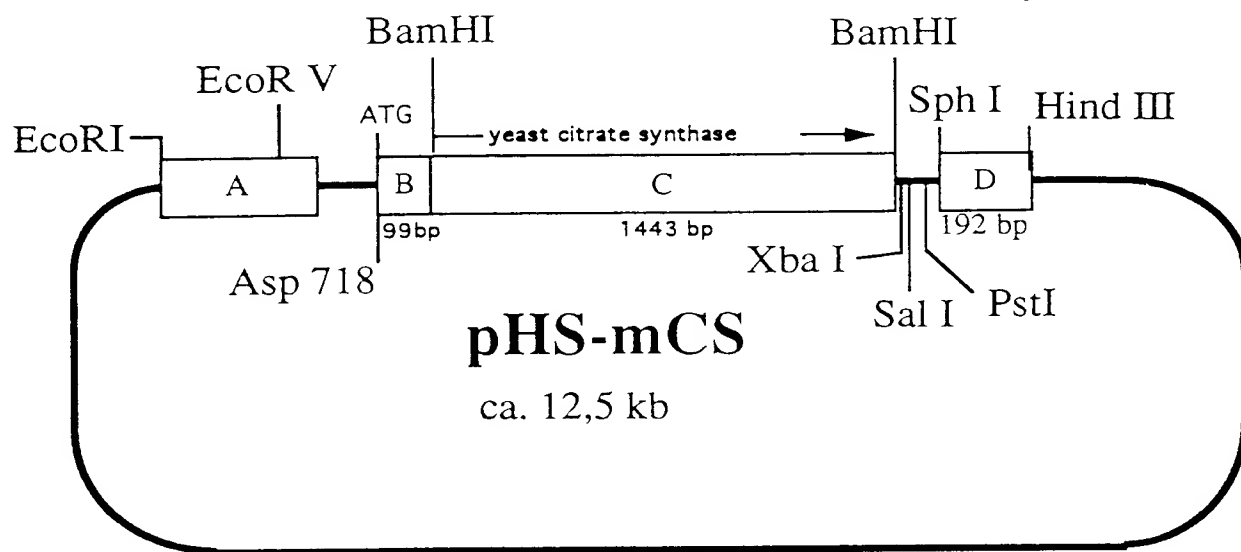 BamHI
BamHI
EcoR V
ATG
Sph I
Hind III
EcoRI
yeast citrate synthase
A
B
C
D
99bp
1443 bp
192 bp
Asp 718
Xba I
Sal I
PstI
pHS-mCS
ca. 12,5 kb